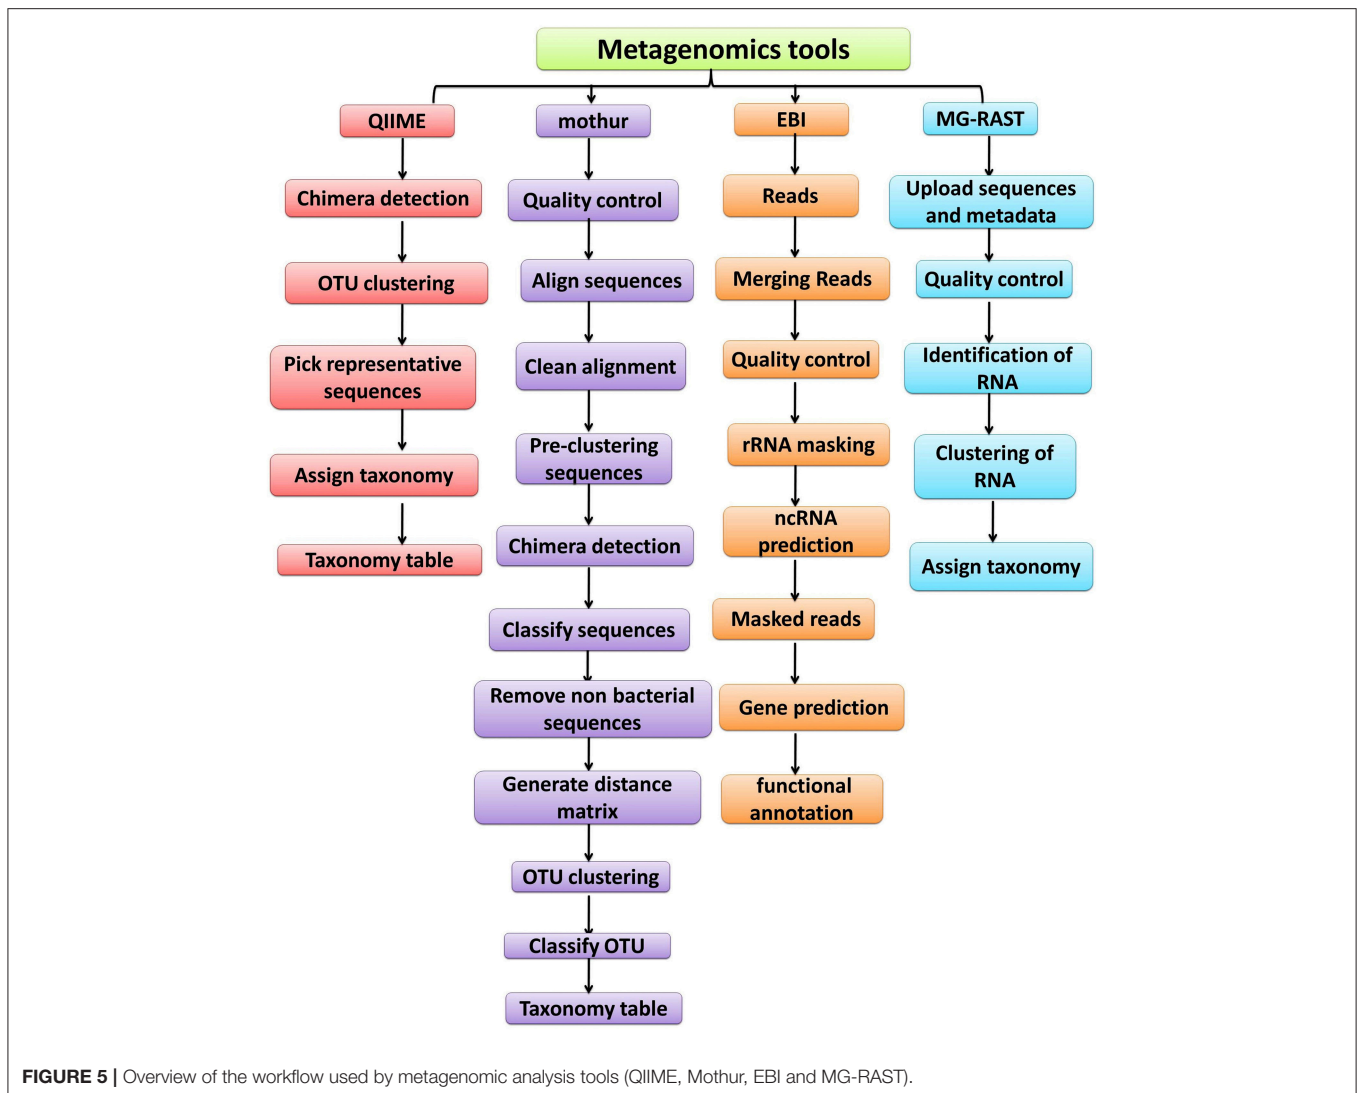 Metagenomics tools
QIIME
Chimera detection
OTU clustering
Pick representative
sequences
Assign taxonomy
Taxonomy table
mothur
Quality control
Align sequences
Clean alignment
Pre-clustering
sequences
Chimera detection
Classify sequences
Remove non bacterial
sequences
Generate distance
matrix
OTU clustering
Classify OTU
Taxonomy table
EBI
Reads
Merging Reads
Quality control
rRNA masking
ncRNA
prediction
Masked reads
Gene prediction
functional
annotation
MG-RAST
Upload sequences
and metadata
Quality control
Identification of
RNA
Clustering of
RNA
Assign taxonomy
FIGURE 5 | Overview of the workflow used by metagenomic analysis tools (QIIME, Mothur, EBI and MG-RAST).